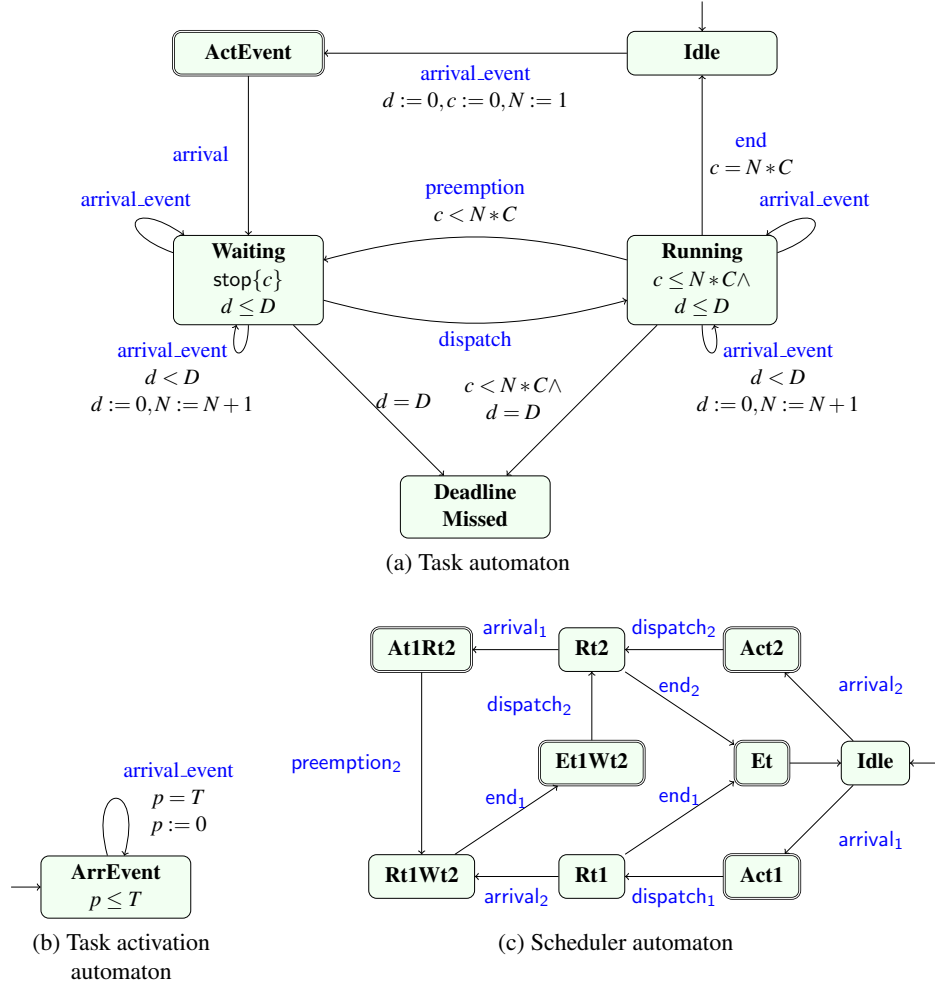 ActEvent
Idle
arrival_event
d := 0, c := 0, N := 1
arrival
end
c = N ∗ C
arrival_event
preemption
c < N ∗ C
arrival_event
Waiting
stop{c}
d ≤ D
Running
c ≤ N ∗ C∧
d ≤ D
dispatch
arrival_event
d < D
d := 0, N := N + 1
arrival_event
d < D
d := 0, N := N + 1
d = D
c < N ∗ C∧
d = D
Deadline
Missed
(a) Task automaton
At1Rt2
arrival₁
Rt2
dispatch₂
Act2
end₂
arrival₂
dispatch₂
preemption₂
Et1Wt2
Et
Idle
end₁
end₁
arrival₁
Rt1Wt2
arrival₂
Rt1
dispatch₁
Act1
(c) Scheduler automaton
arrival_event
p = T
p := 0
ArrEvent
p ≤ T
(b) Task activation
automaton